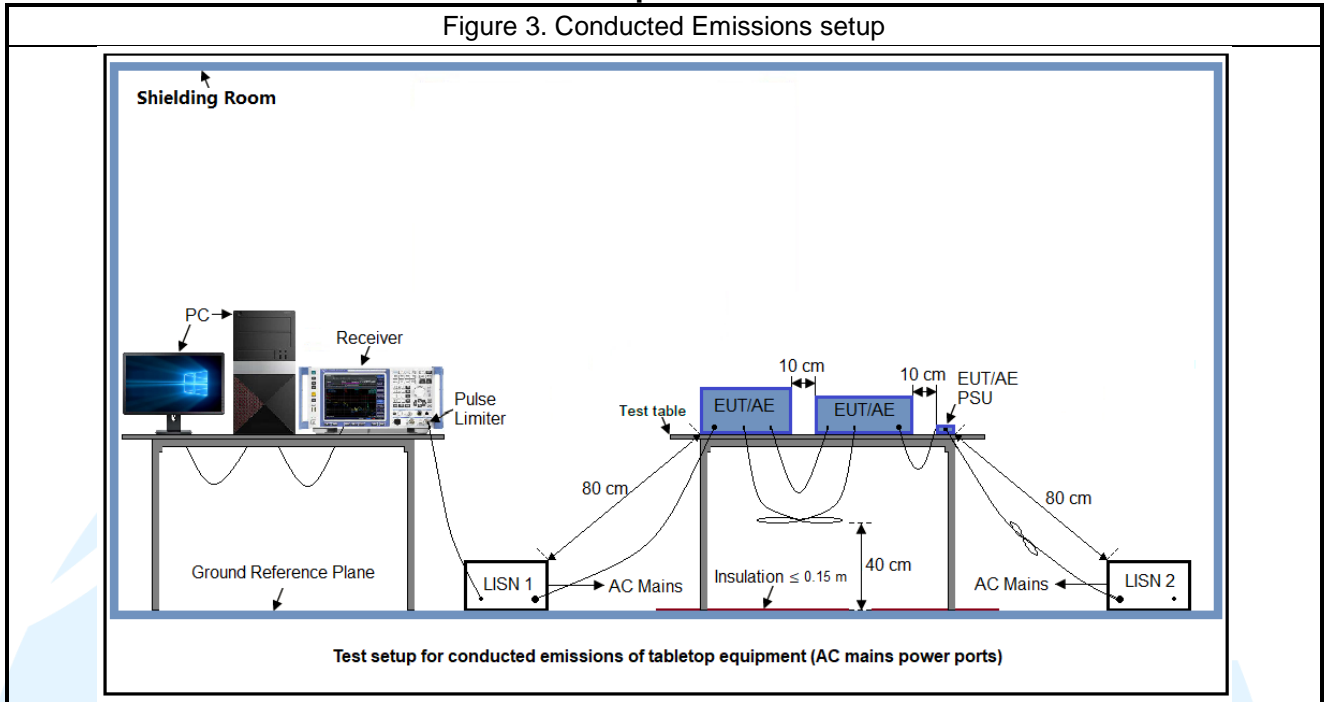 Figure 3. Conducted Emissions setup
Shielding Room
PC
Receiver
Pulse
Limiter
10 cm
10 cm
EUT/AE
PSU
Test table
EUT/AE
EUT/AE
80 cm
80 cm
40 cm
Ground Reference Plane
LISN 1
AC Mains
Insulation ≤ 0.15 m
AC Mains
LISN 2
Test setup for conducted emissions of tabletop equipment (AC mains power ports)